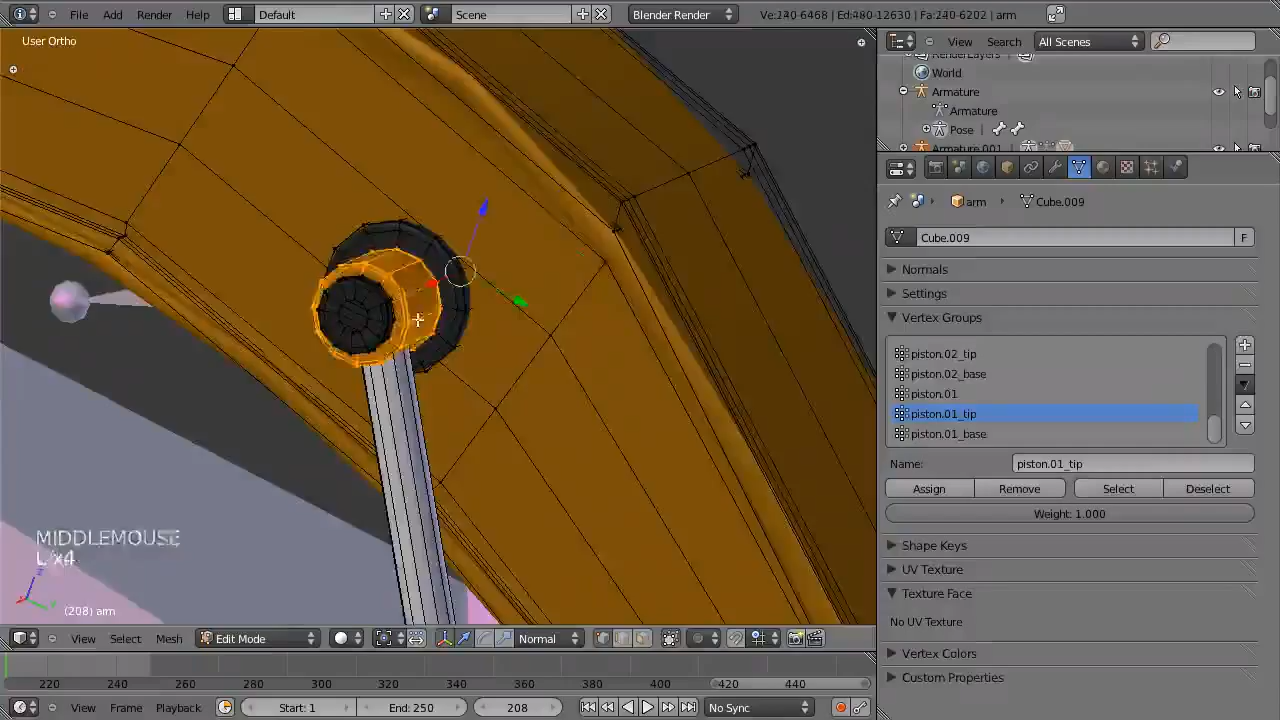 File Add Render Help Default Scene Blender Render Ve:240-6468 | Ed:480-12630 | Fa:240-6202 | arm
User Ortho
View Search All Scenes
RenderLayers
World
Armature
Armature
Pose
Armature.001
arm Cube.009
Cube.009 F
Normals
Settings
Vertex Groups
piston.02_tip
piston.02_base
piston.01
piston.01_tip
piston.01_base
Name: piston.01_tip
Assign Remove Select Deselect
Weight: 1.000
Shape Keys
UV Texture
Texture Face
No UV Texture
Vertex Colors
Custom Properties
MIDDLEMOUSE
L x4
(208) arm
View Select Mesh Edit Mode Normal
220 240 260 280 300 320 340 360 380 400 420 440
View Frame Playback Start: 1 End: 250 208 No Sync